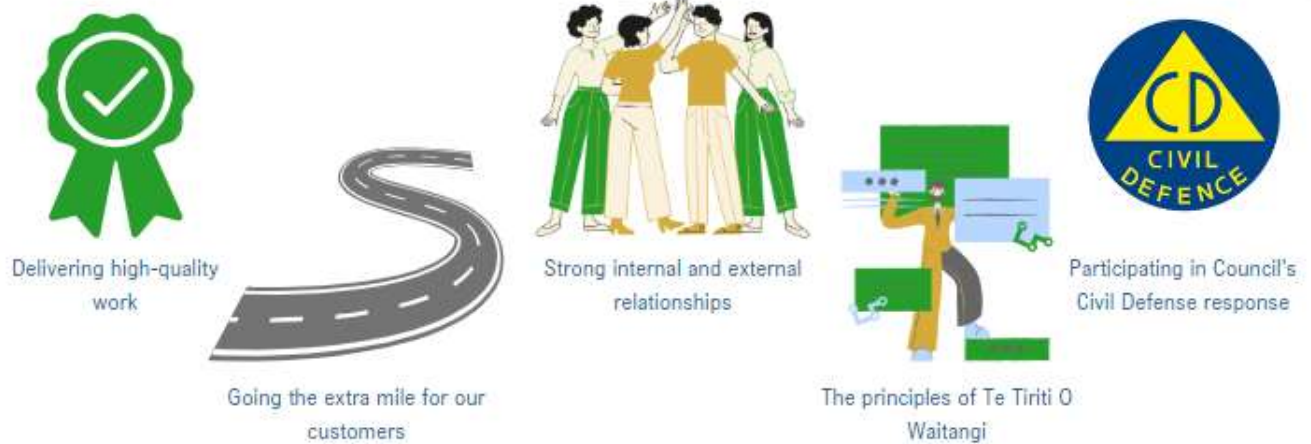 Delivering high-quality
work
Going the extra mile for our
customers
Strong internal and external
relationships
The principles of Te Tiriti O
Waitangi
CD
CIVIL
DEFENCE
Participating in Council's
Civil Defense response